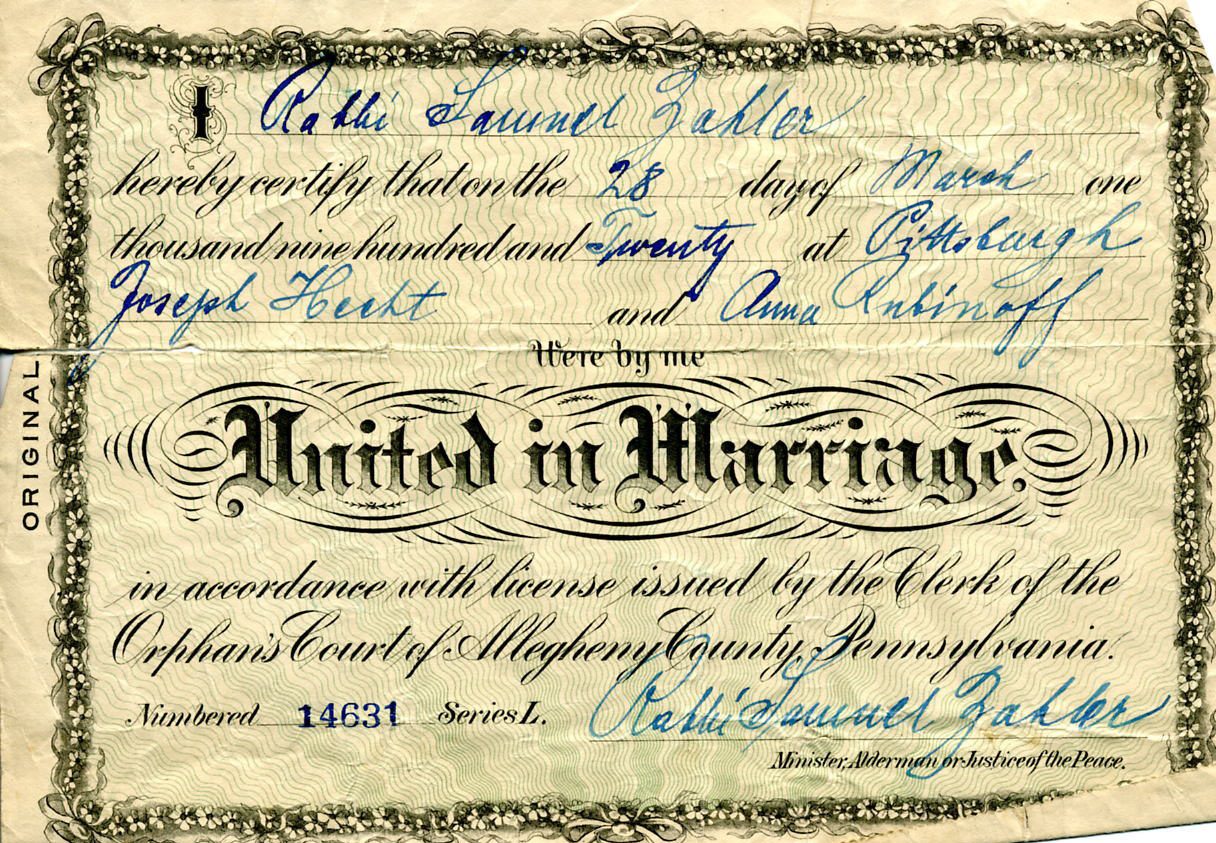 I Rabbi Samuel Zahler
hereby certify that on the 28 day of March one
thousand nine hundred and Twenty at Pittsburgh
Joseph Hecht and Anna Rubinoff
Were by me
United in Marriage.
in accordance with license issued by the Clerk of the
Orphan's Court of Allegheny County, Pennsylvania.
Numbered 14631 Series L. Rabbi Samuel Zahler
Minister, Alderman or Justice of the Peace.
ORIGINAL